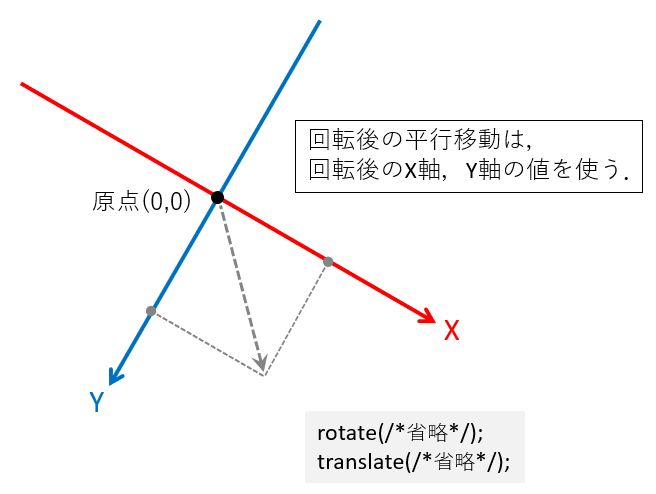 回転後の平行移動は，
回転後のX軸，Y軸の値を使う．
原点(0,0)
X
Y
rotate(/*省略*/);
translate(/*省略*/);